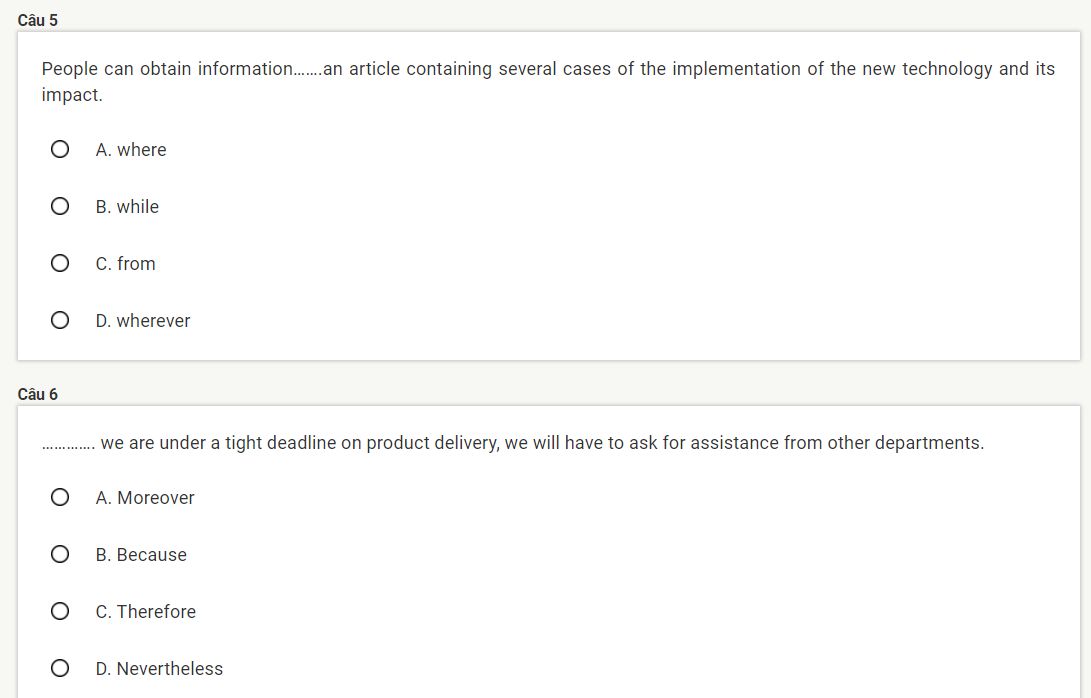 Câu 5
People can obtain information.......an article containing several cases of the implementation of the new technology and its
impact.
A. where
B. while
C. from
D. wherever
Câu 6
............. we are under a tight deadline on product delivery, we will have to ask for assistance from other departments.
A. Moreover
B. Because
C. Therefore
D. Nevertheless